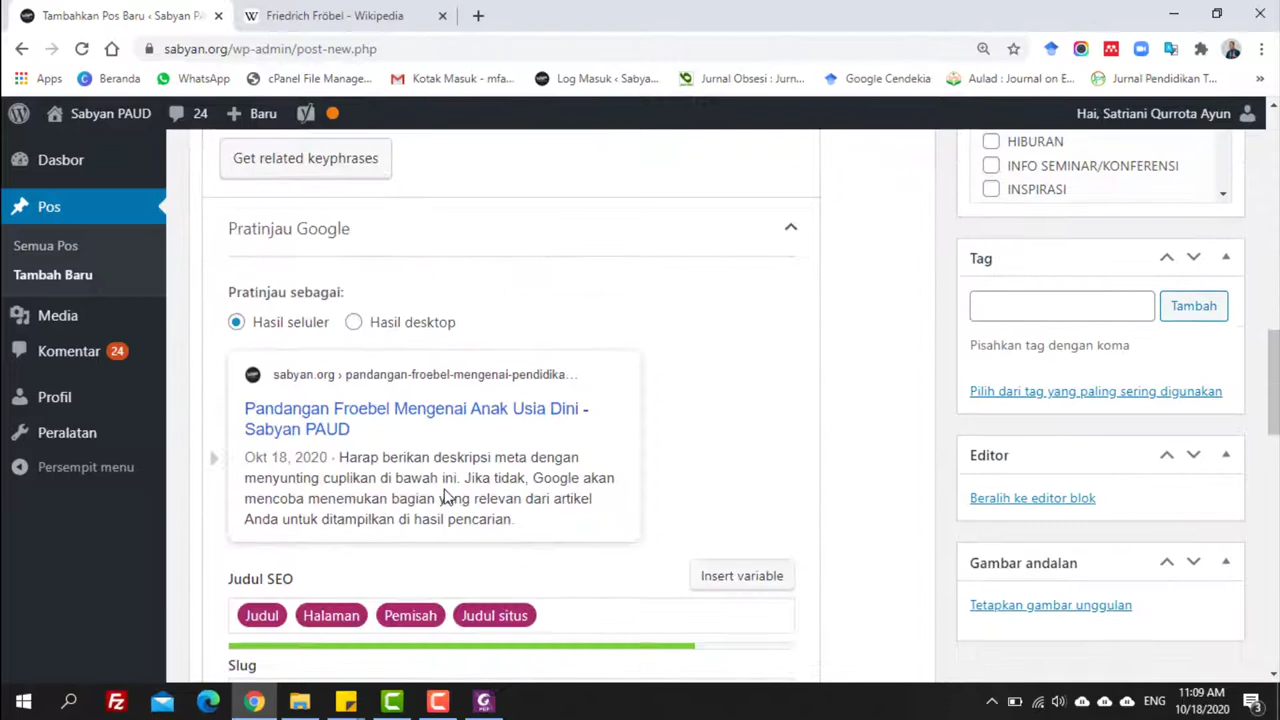 Tambahkan Pos Baru ‹ Sabyan P
Friedrich Fröbel - Wikipedia
sabyan.org/wp-admin/post-new.php
Apps
Beranda
WhatsApp
cPanel File Manage...
Kotak Masuk - mfa...
Log Masuk ‹ Sabya...
Jurnal Obsesi : Jurn...
Google Cendekia
Aulad : Journal on E...
Jurnal Pendidikan T...
»
Sabyan PAUD
24
Baru
Hai, Satriani Qurrota Ayun
Dasbor
Pos
Semua Pos
Tambah Baru
Media
Komentar 24
Profil
Peralatan
Persempit menu
Get related keyphrases
Pratinjau Google
Pratinjau sebagai:
Hasil seluler
Hasil desktop
sabyan.org › pandangan-froebel-mengenai-pendidika...
Pandangan Froebel Mengenai Anak Usia Dini -
Sabyan PAUD
Okt 18, 2020 · Harap berikan deskripsi meta dengan
menyunting cuplikan di bawah ini. Jika tidak, Google akan
mencoba menemukan bagian yang relevan dari artikel
Anda untuk ditampilkan di hasil pencarian.
Judul SEO
Insert variable
Judul
Halaman
Pemisah
Judul situs
Slug
HIBURAN
INFO SEMINAR/KONFERENSI
INSPIRASI
Tag
Tambah
Pisahkan tag dengan koma
Pilih dari tag yang paling sering digunakan
Editor
Beralih ke editor blok
Gambar andalan
Tetapkan gambar unggulan
ENG
11:09 AM
10/18/2020
3